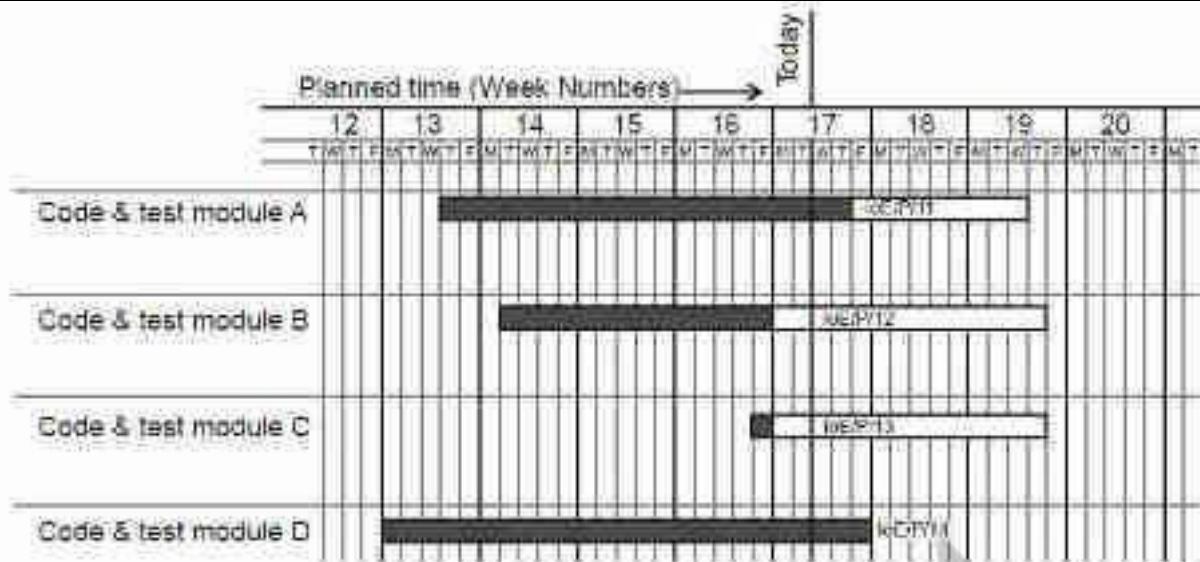 Today
Planned time (Week Numbers)
12 13 14 15 16 17 18 19 20
T W T F M T W T F M T W T F M T W T F M T W T F M T W T F M T W T F M T W T F M T W T F M T
Code & test module A
Code & test module B
Code & test module C
Code & test module D